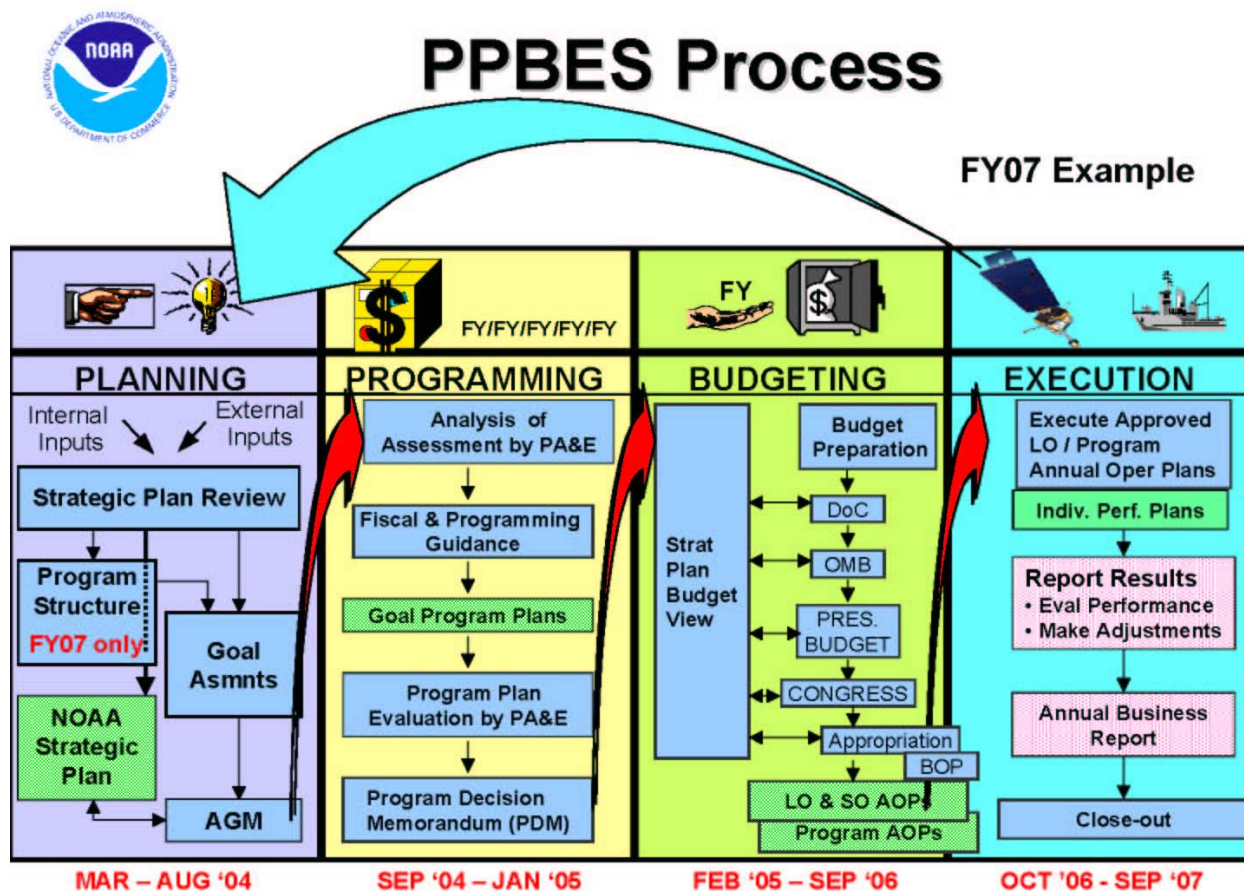 NATIONAL OCEANIC AND ATMOSPHERIC ADMINISTRATION
U.S. DEPARTMENT OF COMMERCE
NOAA
PPBES Process
FY07 Example
FY/FY/FY/FY/FY
FY
$
$
PLANNING
Internal
Inputs
External
Inputs
Strategic Plan Review
Program
Structure
FY07 only
Goal
Asmnts
NOAA
Strategic
Plan
AGM
MAR – AUG ‘04
PROGRAMMING
Analysis of
Assessment by PA&E
Fiscal & Programming
Guidance
Goal Program Plans
Program Plan
Evaluation by PA&E
Program Decision
Memorandum (PDM)
SEP ‘04 – JAN ‘05
BUDGETING
Strat
Plan
Budget
View
Budget
Preparation
DoC
OMB
PRES.
BUDGET
CONGRESS
Appropriation
BOP
LO & SO AOPs
Program AOPs
FEB ‘05 – SEP ‘06
EXECUTION
Execute Approved
LO / Program
Annual Oper Plans
Indiv. Perf. Plans
Report Results
• Eval Performance
• Make Adjustments
Annual Business
Report
Close-out
OCT ’06 - SEP ‘07